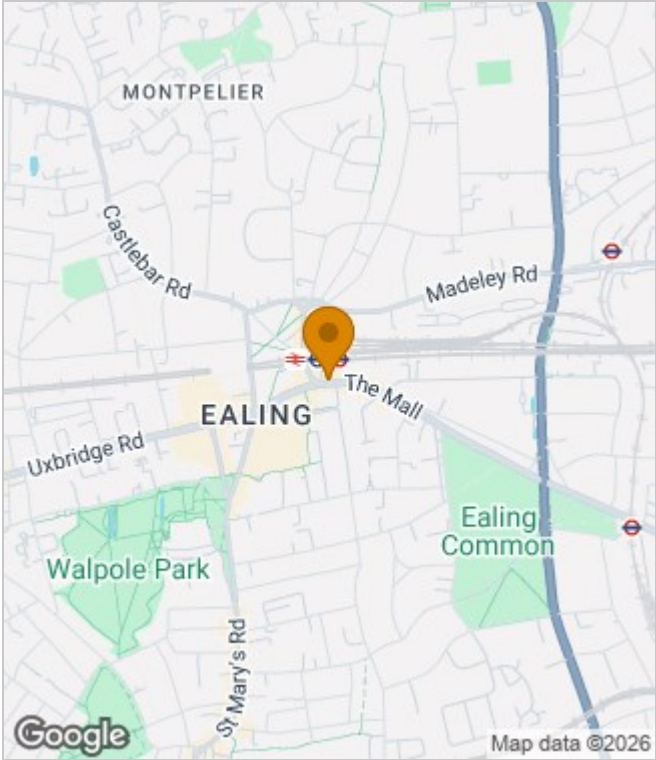 MONTPELIER
Castlebar Rd
Madeley Rd
The Mall
EALING
Uxbridge Rd
Ealing
Common
Walpole Park
St Mary's Rd
Google
Map data ©2026